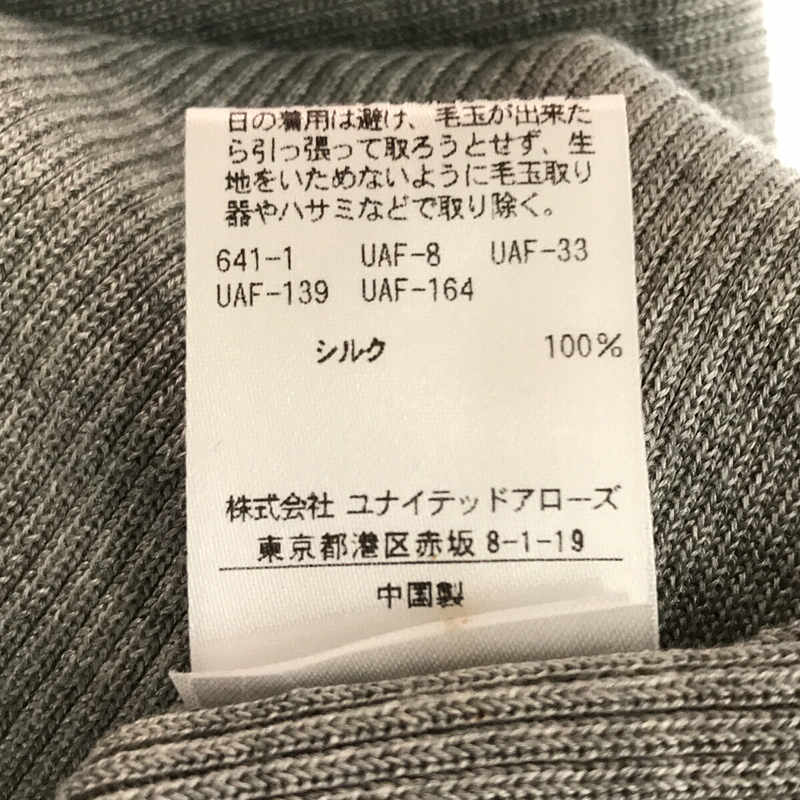 日の着用は避け、毛玉が出来た
ら引っ張って取ろうとせず、生
地をいためないように毛玉取り
器やハサミなどで取り除く。
641-1 UAF-8 UAF-33
UAF-139 UAF-164
シルク 100%
株式会社 ユナイテッドアローズ
東京都港区赤坂 8-1-19
中国製